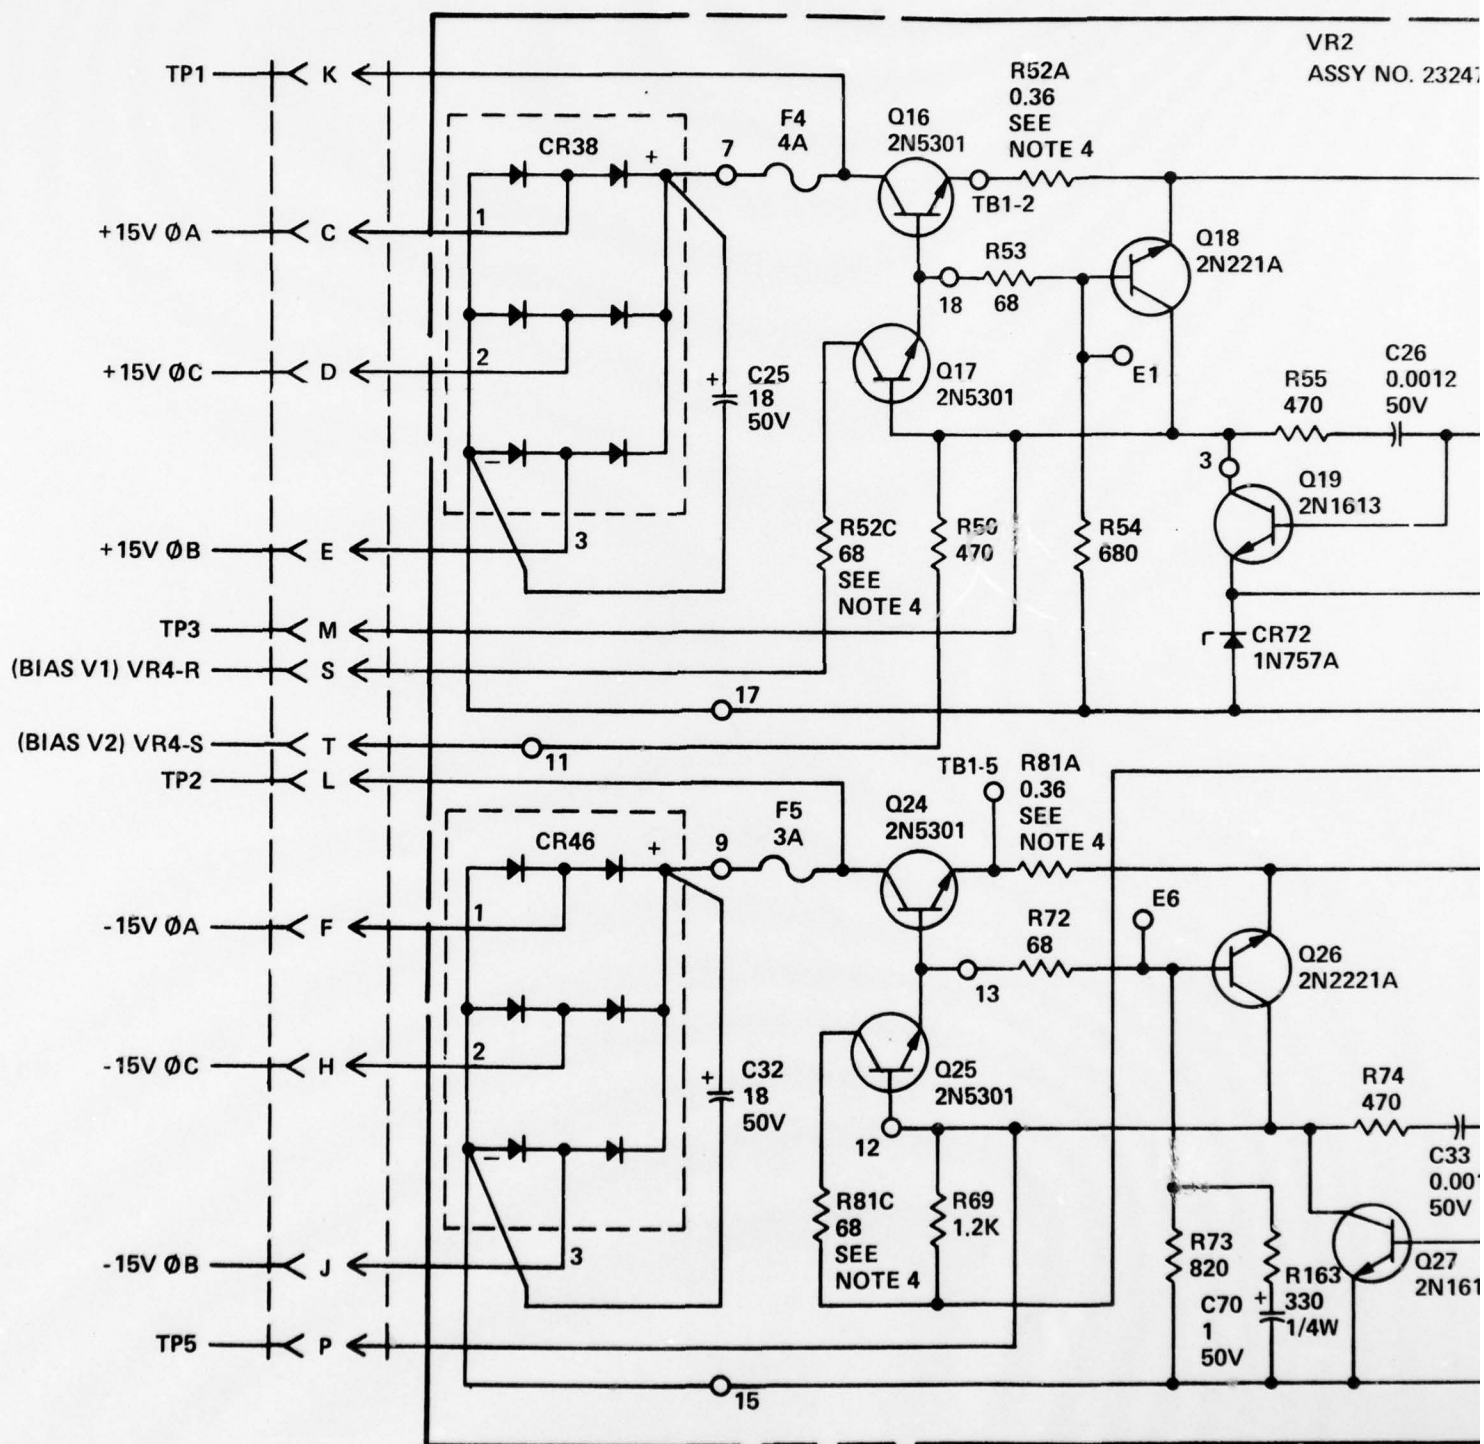 VR2
ASSY NO. 23247
TP1
K
R52A
0.36
SEE
NOTE 4
F4
4A
Q16
2N5301
CR38
+
7
TB1-2
1
+15V ØA
C
Q18
2N221A
R53
68
18
2
+15V ØC
D
E1
Q17
2N5301
+
C25
18
50V
C26
0.0012
50V
R55
470
−
3
Q19
2N1613
R52C
68
SEE
NOTE 4
R50
470
R54
680
3
+15V ØB
E
TP3
M
CR72
1N757A
(BIAS V1) VR4-R
S
17
(BIAS V2) VR4-S
T
11
TP2
L
TB1-5
R81A
0.36
SEE
NOTE 4
F5
3A
Q24
2N5301
CR46
+
9
1
-15V ØA
F
E6
R72
68
13
Q26
2N2221A
2
-15V ØC
H
+
C32
18
50V
Q25
2N5301
R74
470
12
−
C33
0.001
50V
R81C
68
SEE
NOTE 4
R69
1.2K
R73
820
R163
330
1/4W
C70
1
50V
+
Q27
2N161
3
-15V ØB
J
TP5
P
15